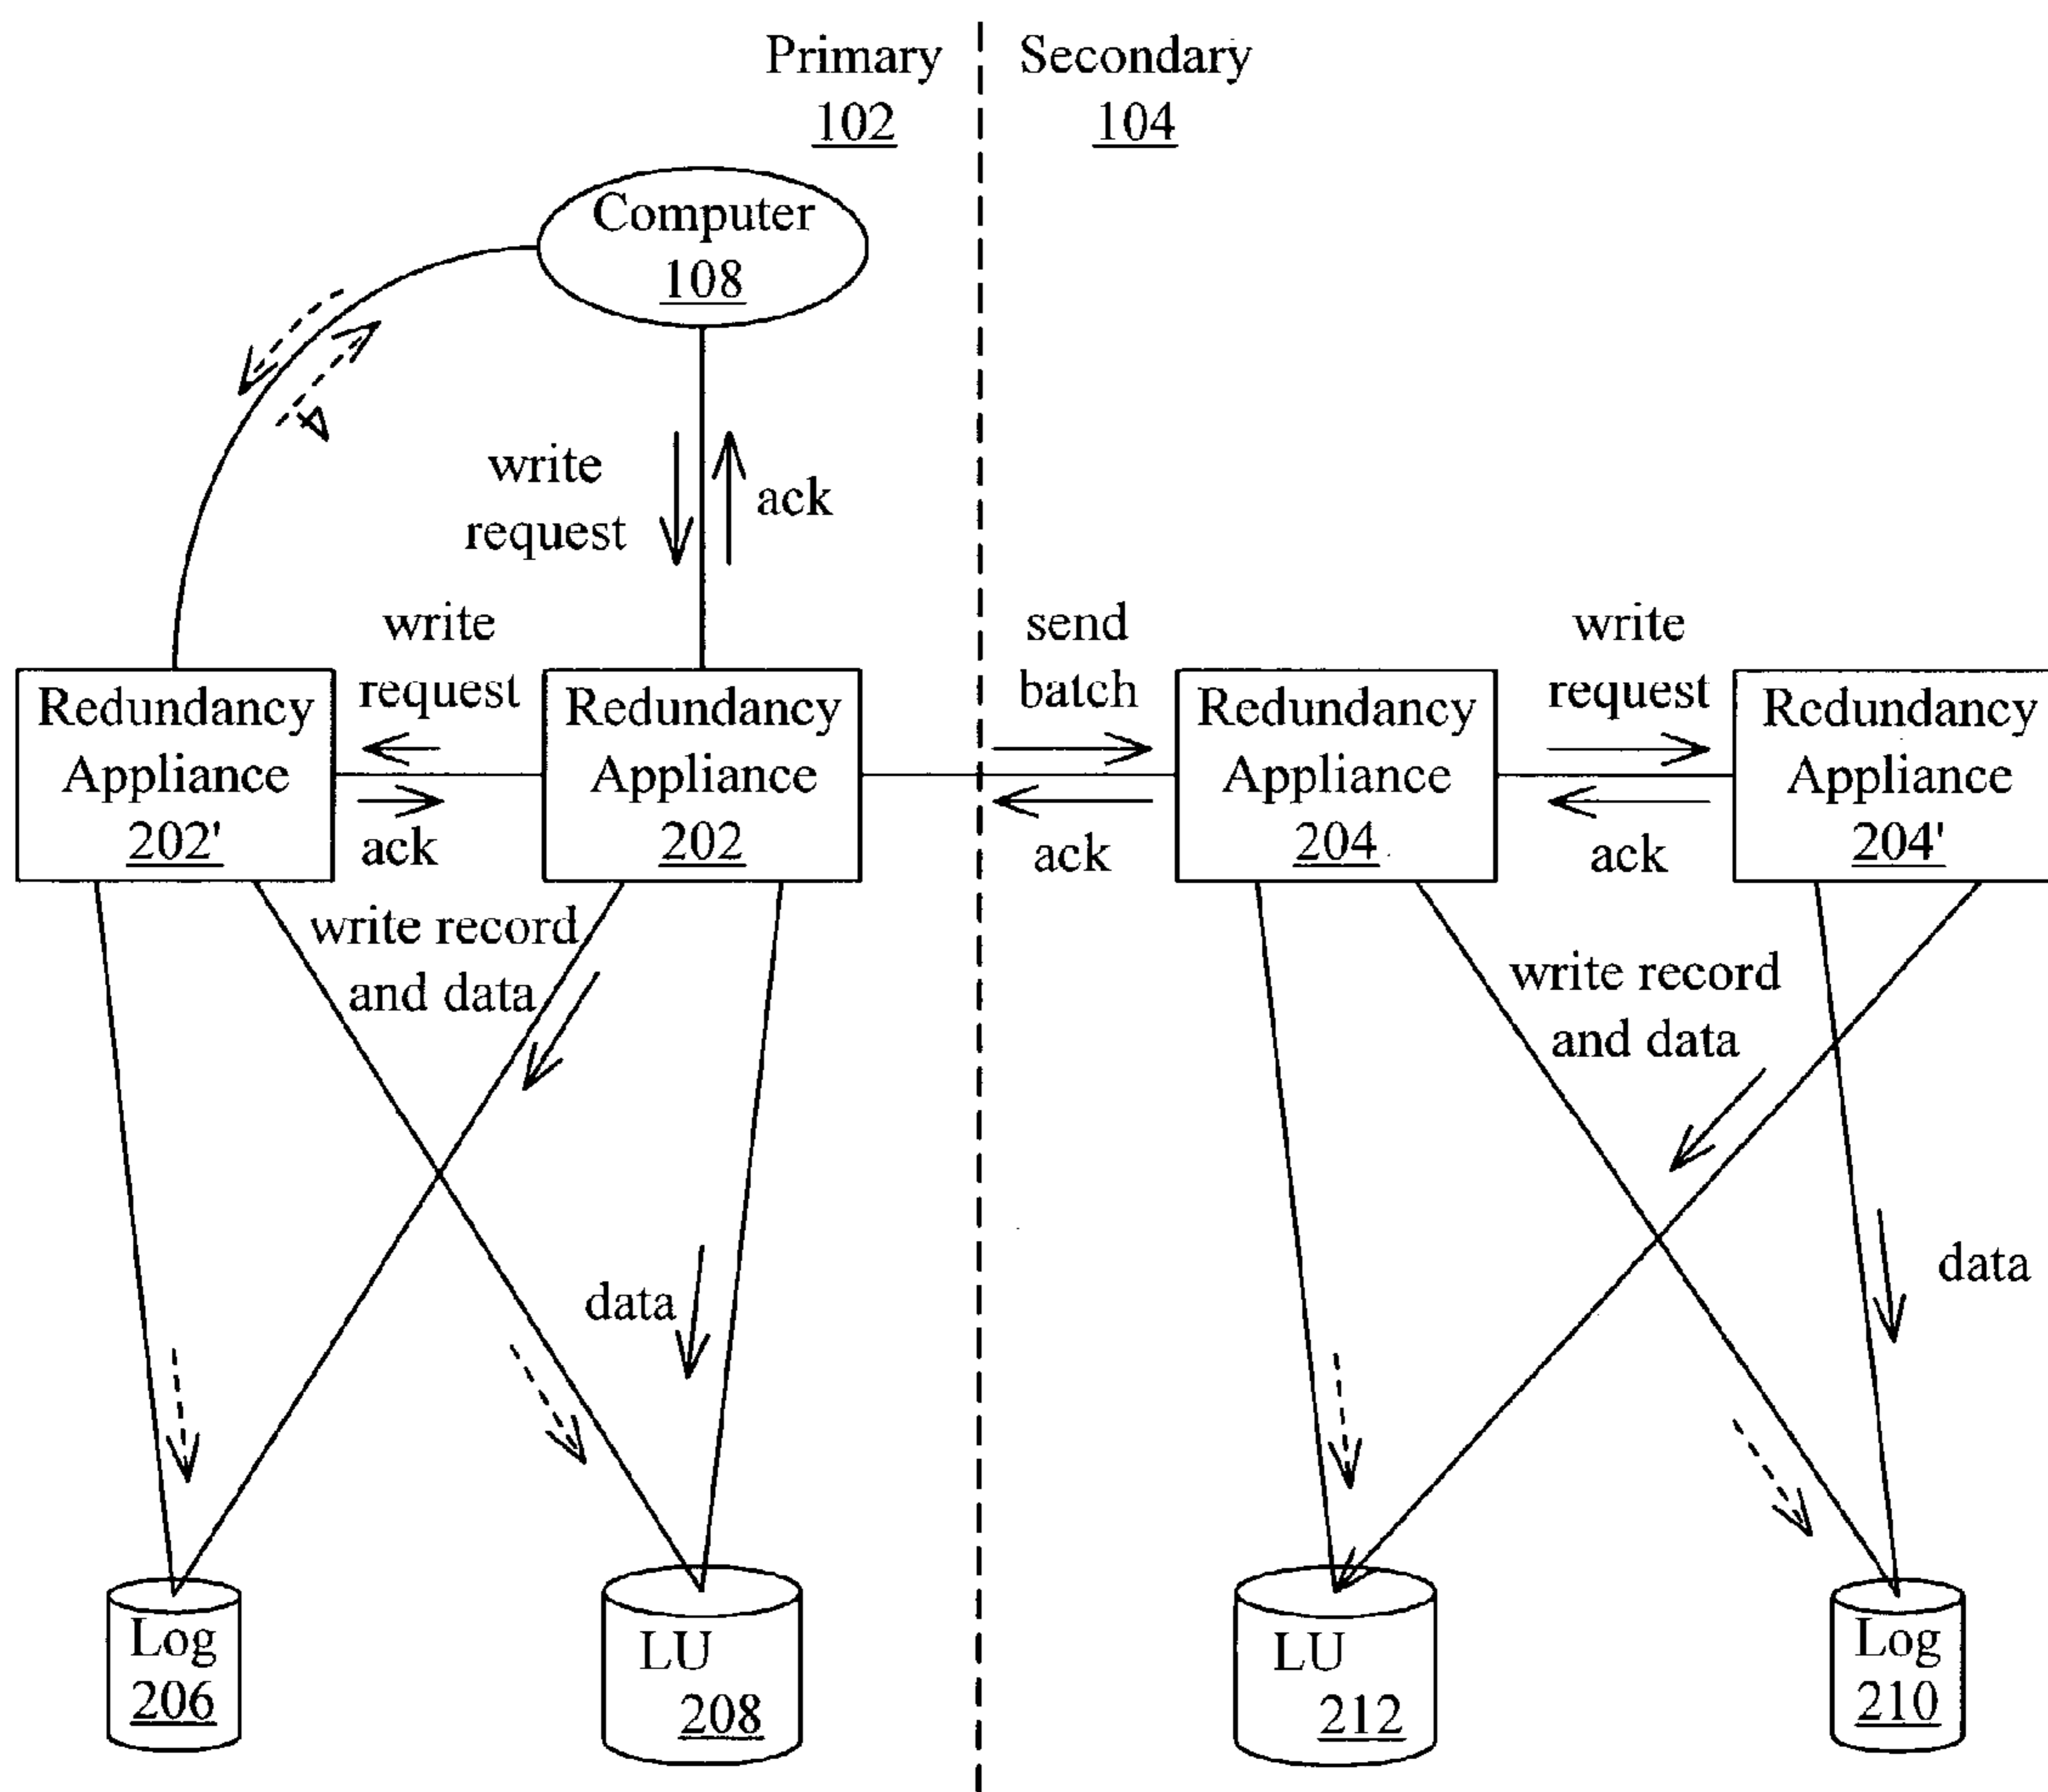 Primary
102
Secondary
104
Computer
108
write
request
ack
write
request
ack
send
batch
ack
write
request
ack
Redundancy
Appliance
202'
Redundancy
Appliance
202
Redundancy
Appliance
204
Redundancy
Appliance
204'
write record
and data
write record
and data
data
data
Log
206
LU
208
LU
212
Log
210